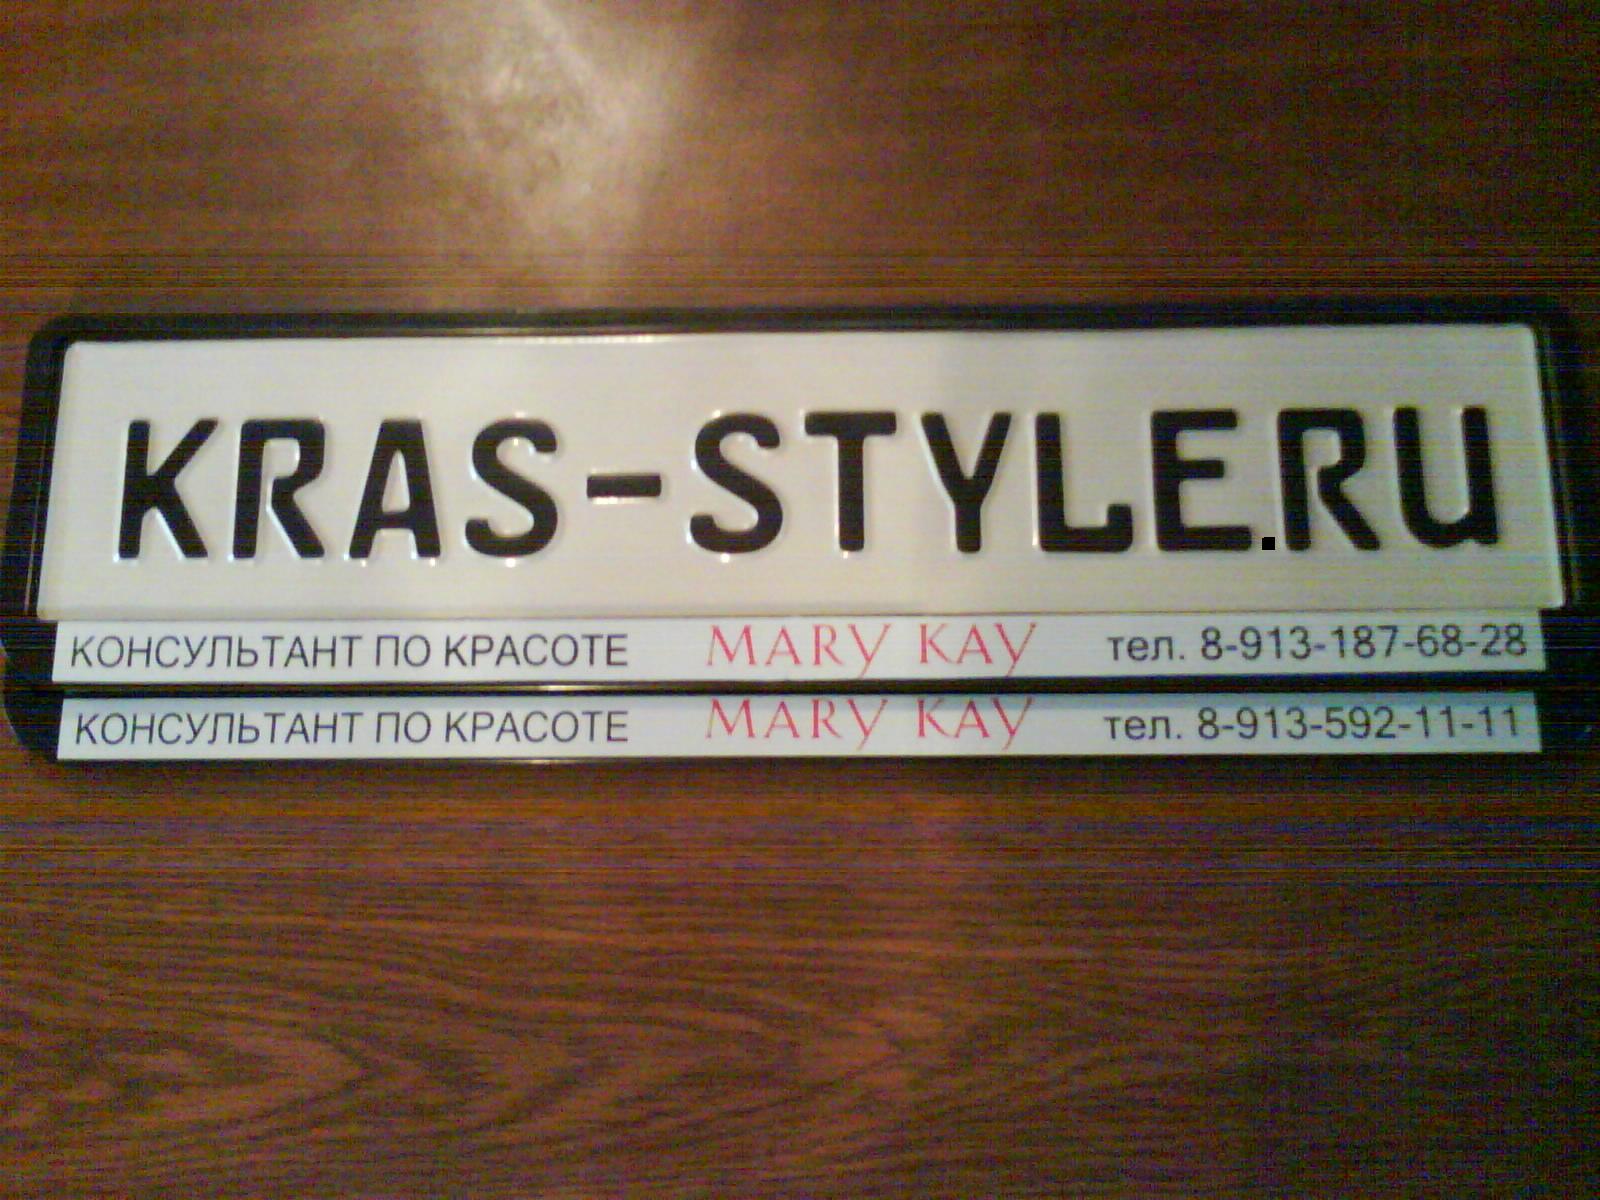 KRAS-STYLE.RU
КОНСУЛЬТАНТ ПО КРАСОТЕ MARY KAY тел. 8-913-187-68-28
КОНСУЛЬТАНТ ПО КРАСОТЕ MARY KAY тел. 8-913-592-11-11